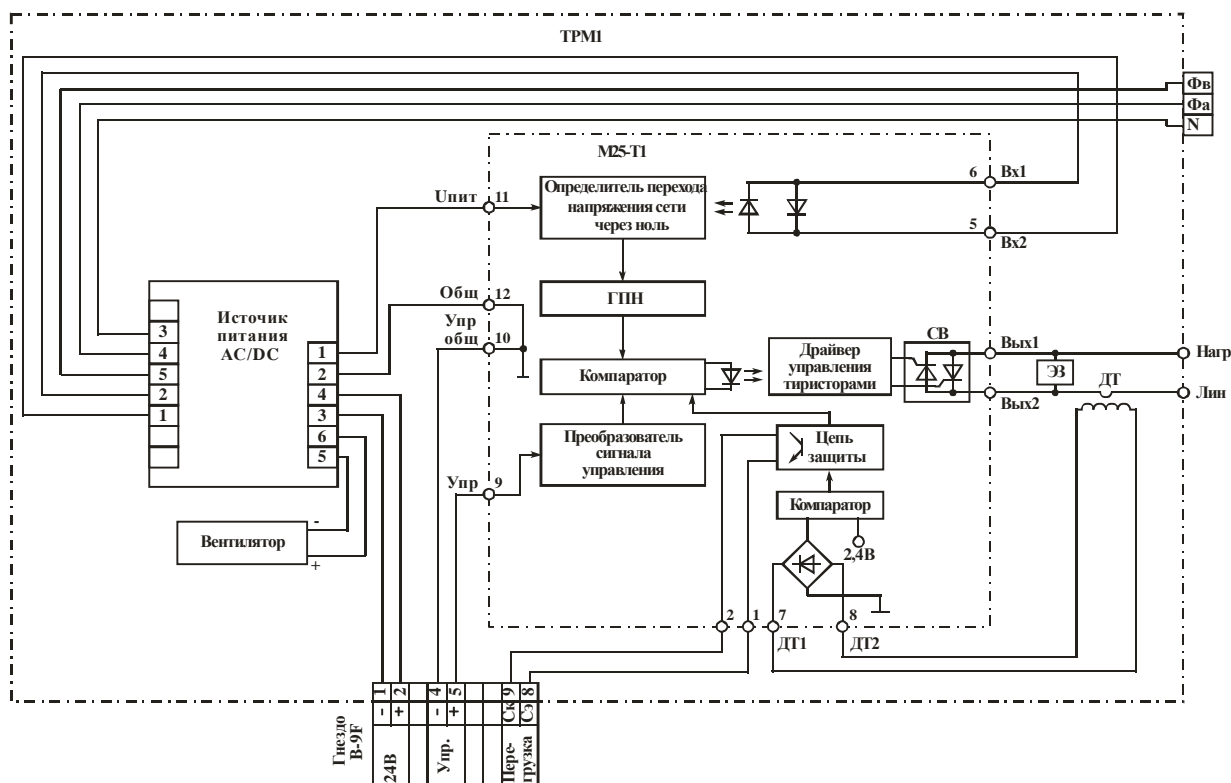 ТРМ1
Фв
Фа
N
М25-Т1
Uпит
11
Определитель перехода
напряжения сети
через ноль
6
Вх1
5
Вх2
Общ
12
Упр
общ
10
ГПН
Источник
питания
AC/DC
3
4
5
2
1
1
2
4
3
6
5
Компаратор
Драйвер
управления
тиристорами
СВ
Вых1
ЭЗ
ДТ
Вых2
Нагр
Лин
Преобразователь
сигнала
управления
Упр
9
Цепь
защиты
Компаратор
2,4В
Вентилятор
-
+
2
1
7
8
ДТ1
ДТ2
Гнездо
В-9F
1
2
4
5
9
8
-
+
-
+
Ск
Сэ
24В
Упр.
Пере-
грузка